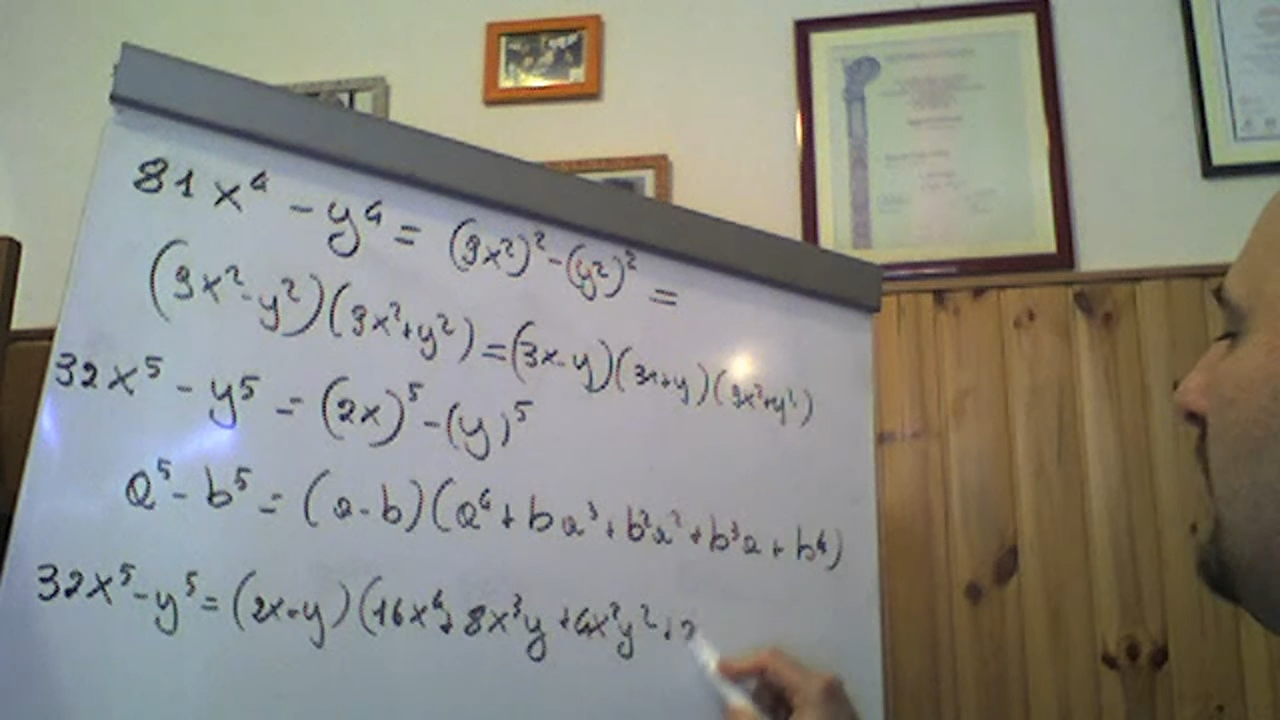 81x⁴ - y⁴ = (9x²)² - (y²)² =
(9x² - y²)(9x² + y²) = (3x - y)(3x + y)(9x² + y²)
32x⁵ - y⁵ = (2x)⁵ - (y)⁵
a⁵ - b⁵ = (a - b)(a⁴ + ba³ + b²a² + b³a + b⁴)
32x⁵ - y⁵ = (2x - y)(16x⁴ + 8x³y + 4x²y² + 2